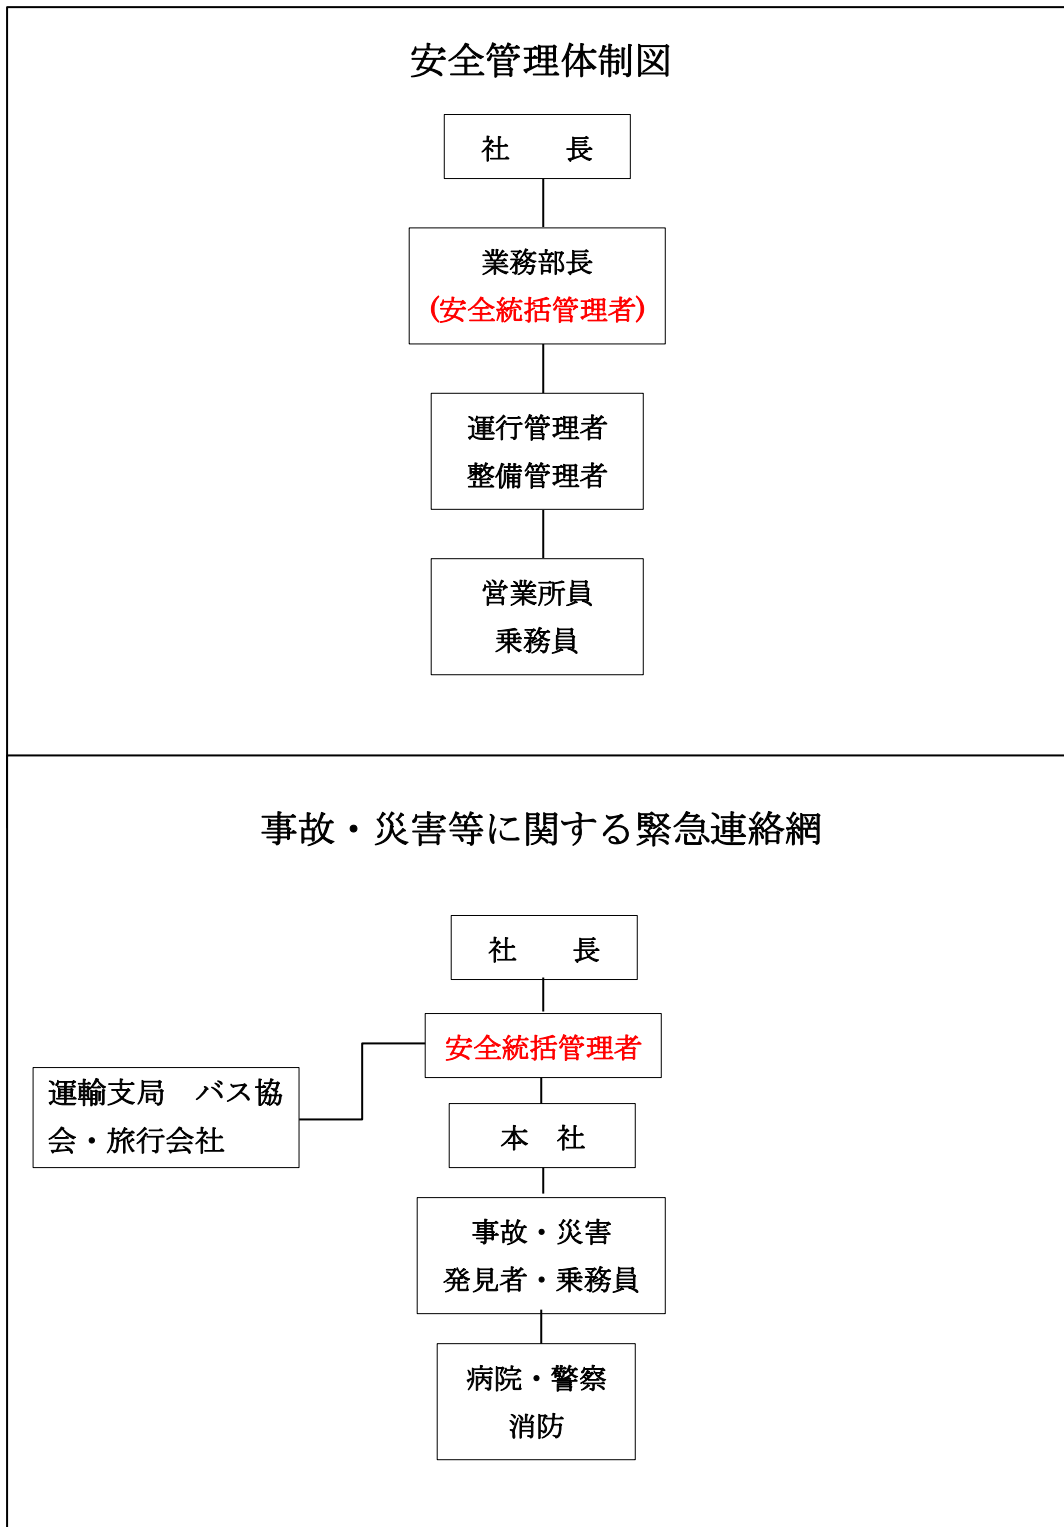 安全管理体制図
社　　長
業務部長
(安全統括管理者)
運行管理者
整備管理者
営業所員
乗務員
事故・災害等に関する緊急連絡網
社　　長
安全統括管理者
運輸支局　バス協
会・旅行会社
本　社
事故・災害
発見者・乗務員
病院・警察
消防